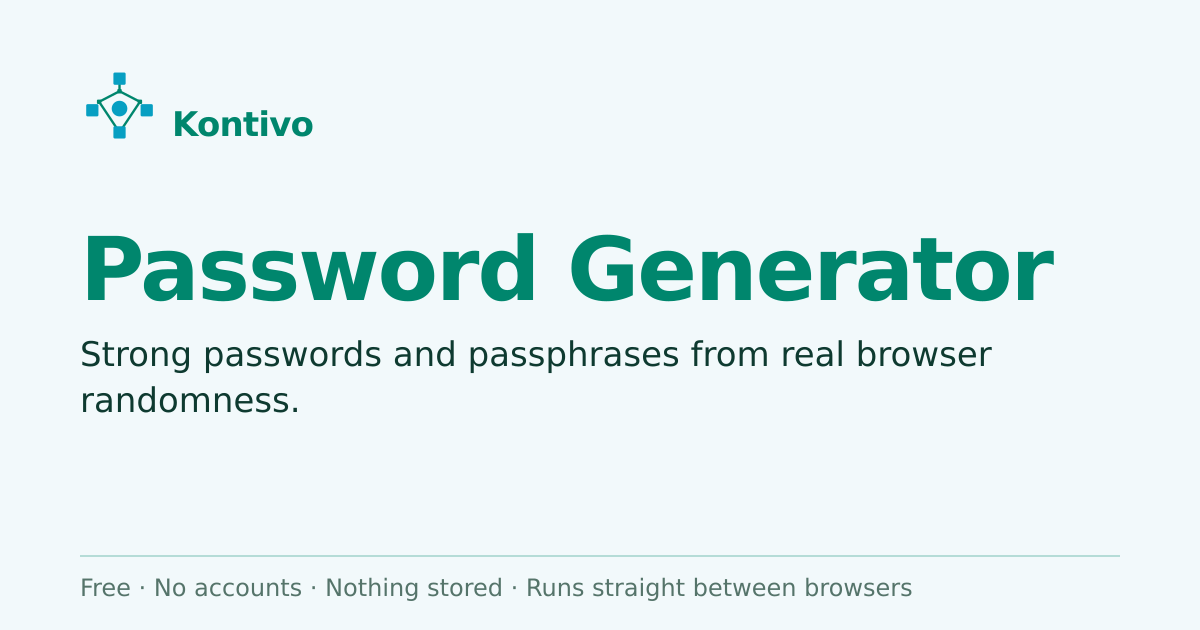 Kontivo
Password Generator
Strong passwords and passphrases from real browser
randomness.
Free · No accounts · Nothing stored · Runs straight between browsers